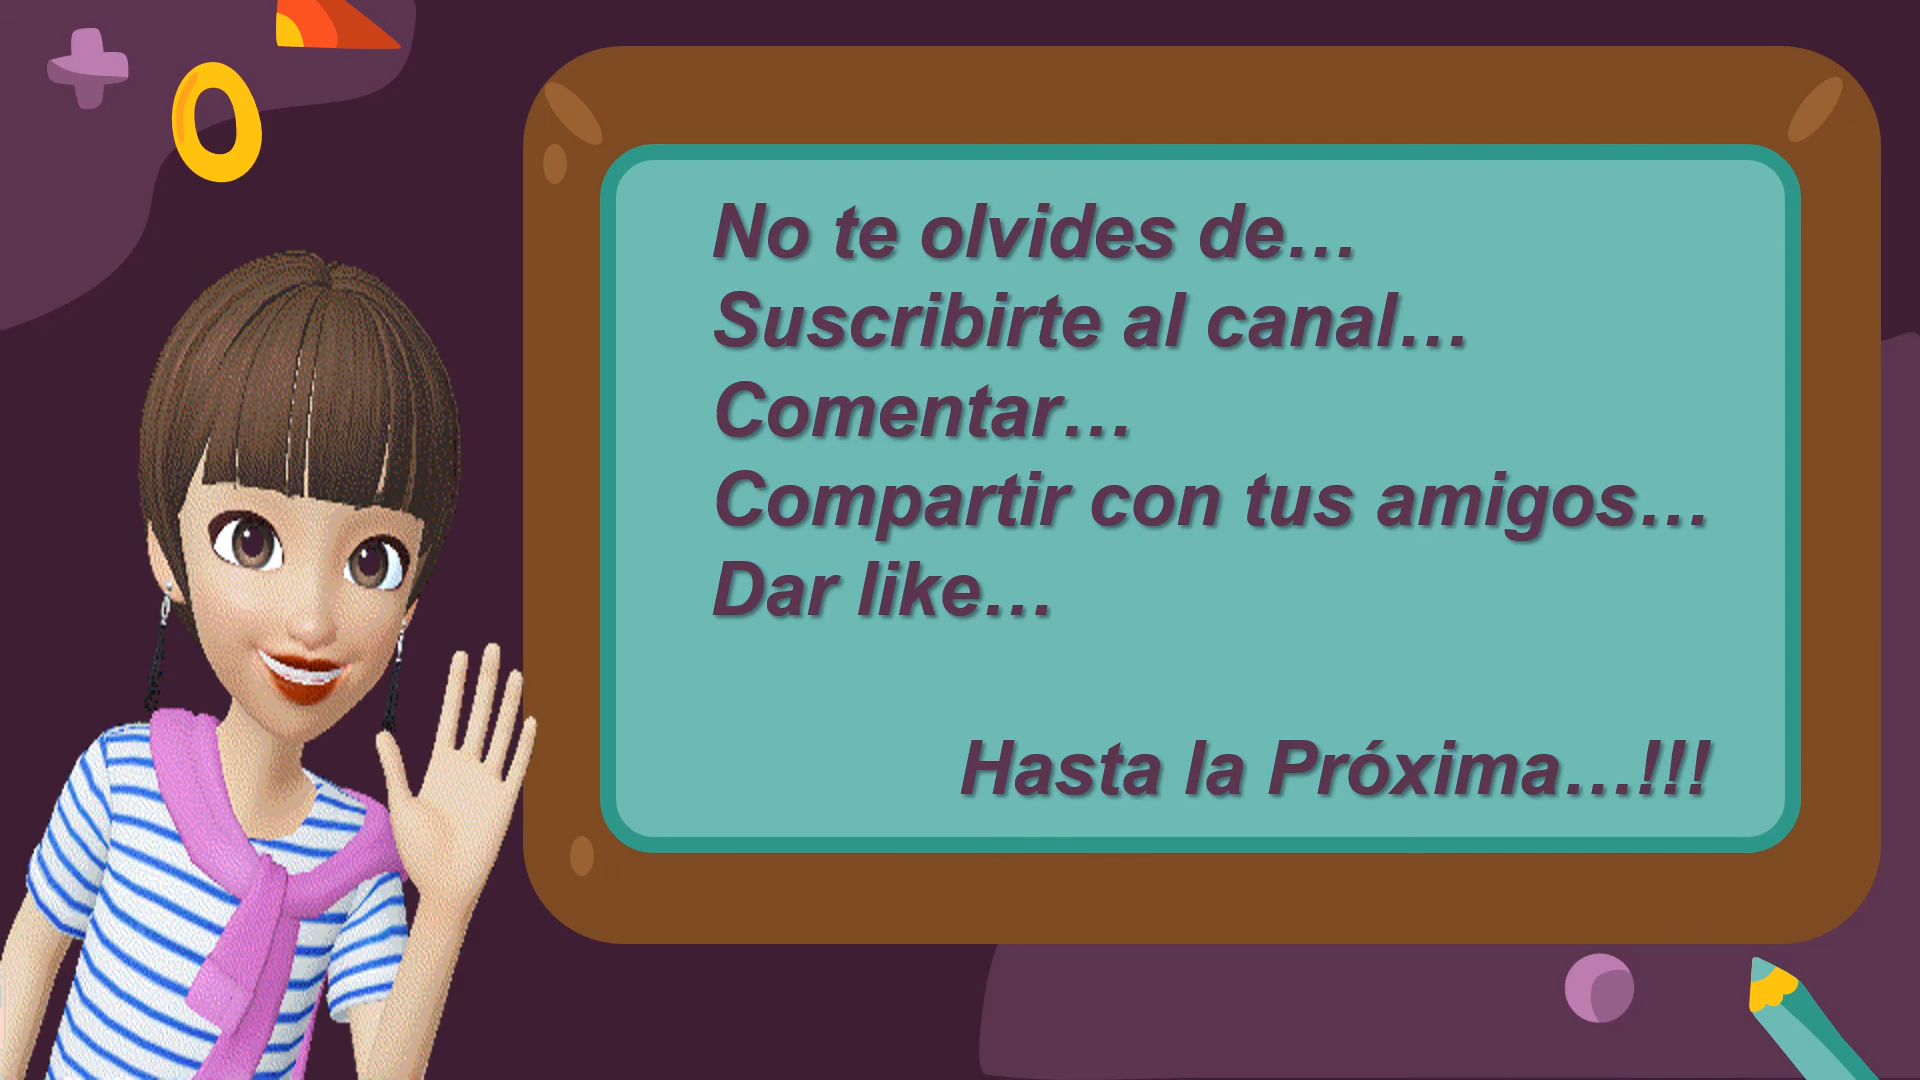 No te olvides de...
Suscribirte al canal...
Comentar...
Compartir con tus amigos...
Dar like...
Hasta la Próxima...!!!